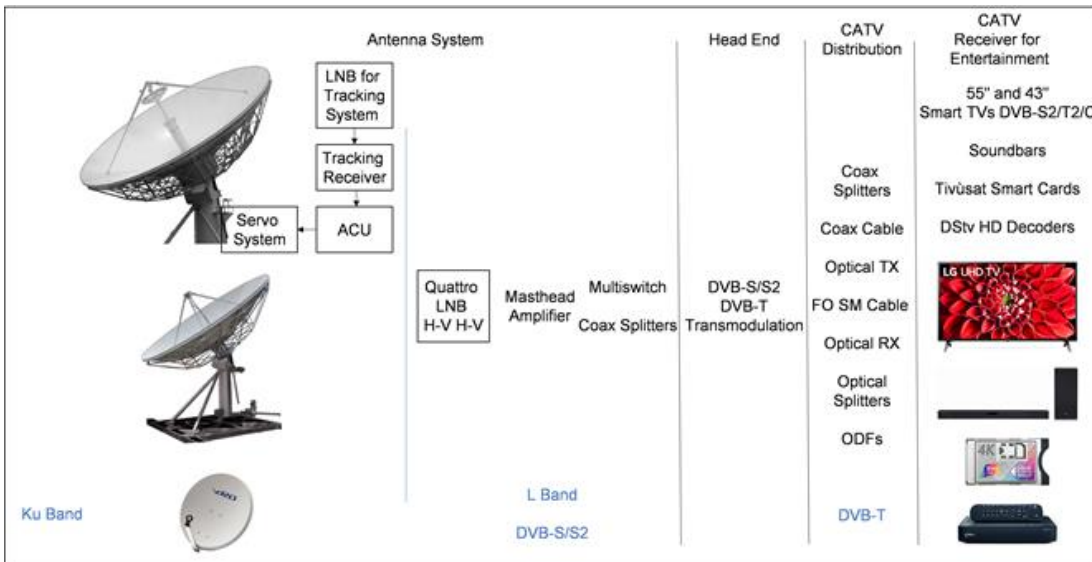 Antenna System
LNB for
Tracking
System
Tracking
Receiver
ACU
Servo
System
Quattro
LNB
H-V H-V
Masthead
Amplifier
Multiswitch
Coax Splitters
Ku Band
L Band
DVB-S/S2
Head End
DVB-S/S2
DVB-T
Transmodulation
CATV
Distribution
Coax
Splitters
Coax Cable
Optical TX
FO SM Cable
Optical RX
Optical
Splitters
ODFs
DVB-T
CATV
Receiver for
Entertainment
55" and 43"
Smart TVs DVB-S2/T2/C
Soundbars
Tivùsat Smart Cards
DStv HD Decoders
LG UHD TV
4K